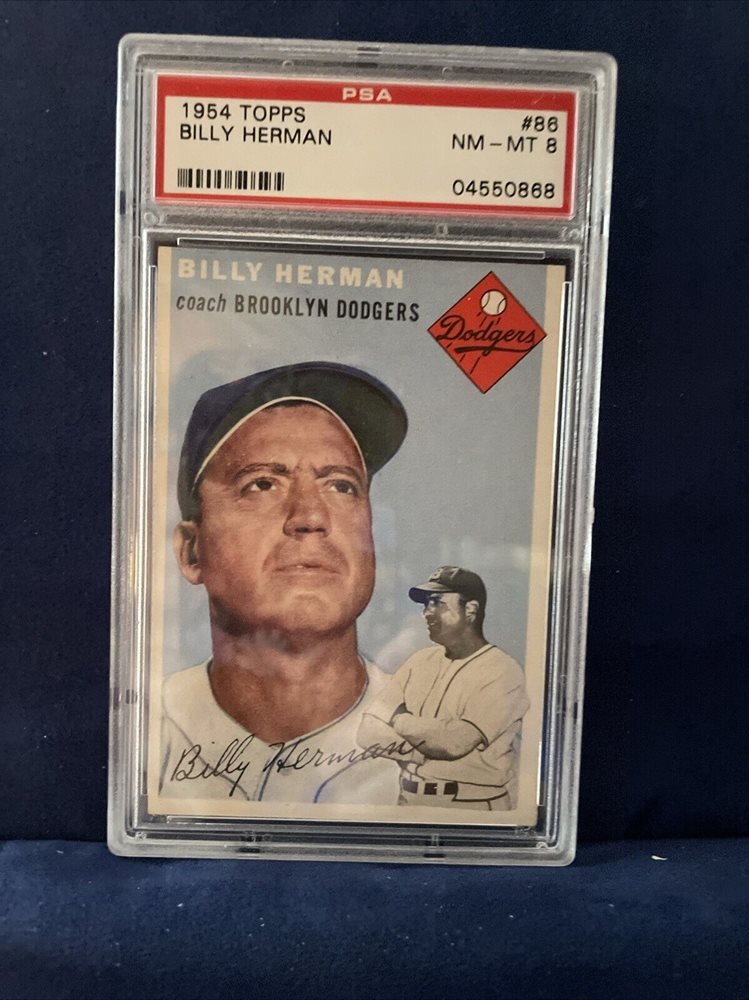 PSA
1954 TOPPS #86
BILLY HERMAN NM - MT 8
04550868
BILLY HERMAN
coach BROOKLYN DODGERS
Dodgers
B
Billy Herman